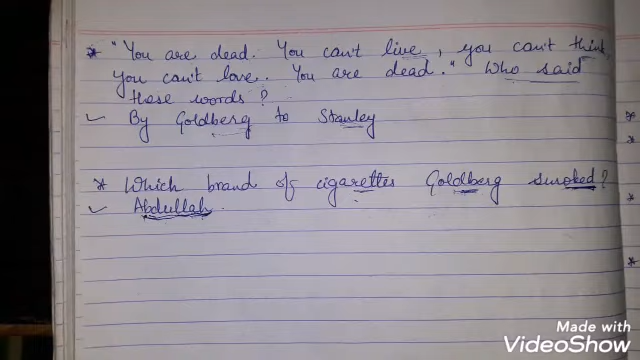 * "You are dead. You can't live, you can't think,
you can't love. You are dead." Who said
these words?
✓ By Goldberg to Stanley
* Which brand of cigarettes Goldberg smoked?
✓ Abdullah.
*
*
*
*
Made with
VideoShow